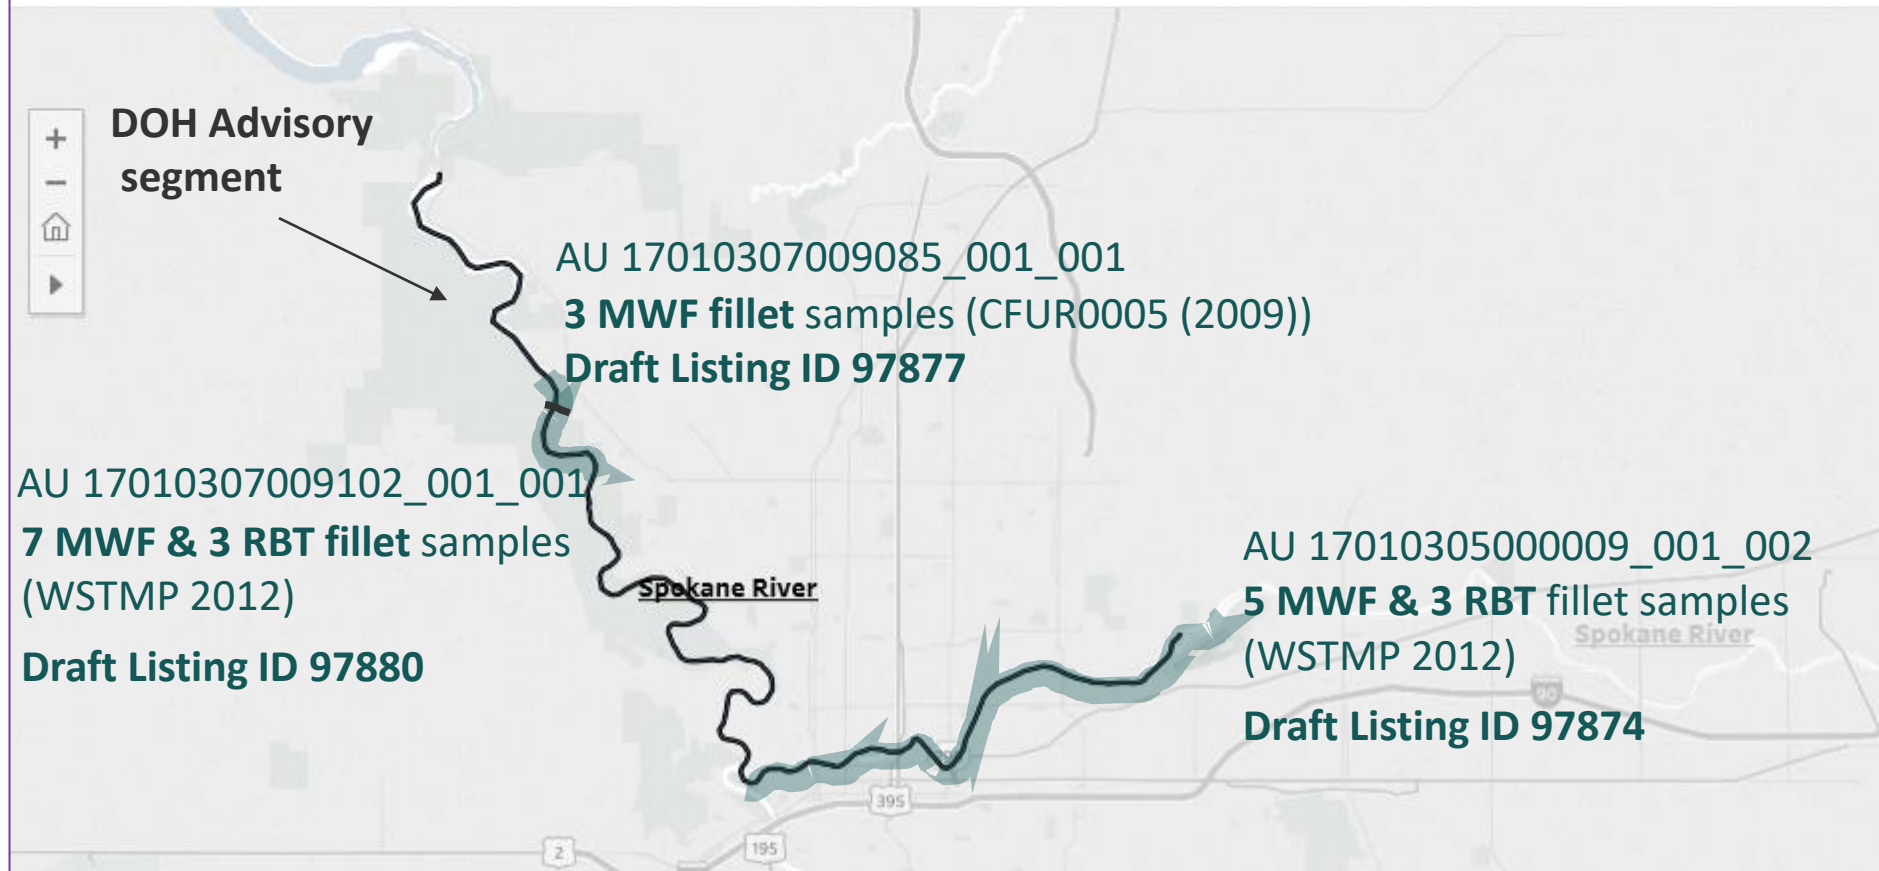 DOH Advisory
segment
AU 17010307009085_001_001
3 MWF fillet samples (CFUR0005 (2009))
Draft Listing ID 97877
AU 17010307009102_001_001
7 MWF & 3 RBT fillet samples
(WSTMP 2012)
Draft Listing ID 97880
Spokane River
AU 17010305000009_001_002
5 MWF & 3 RBT fillet samples
(WSTMP 2012)
Spokane River
Draft Listing ID 97874
90
395
195
2